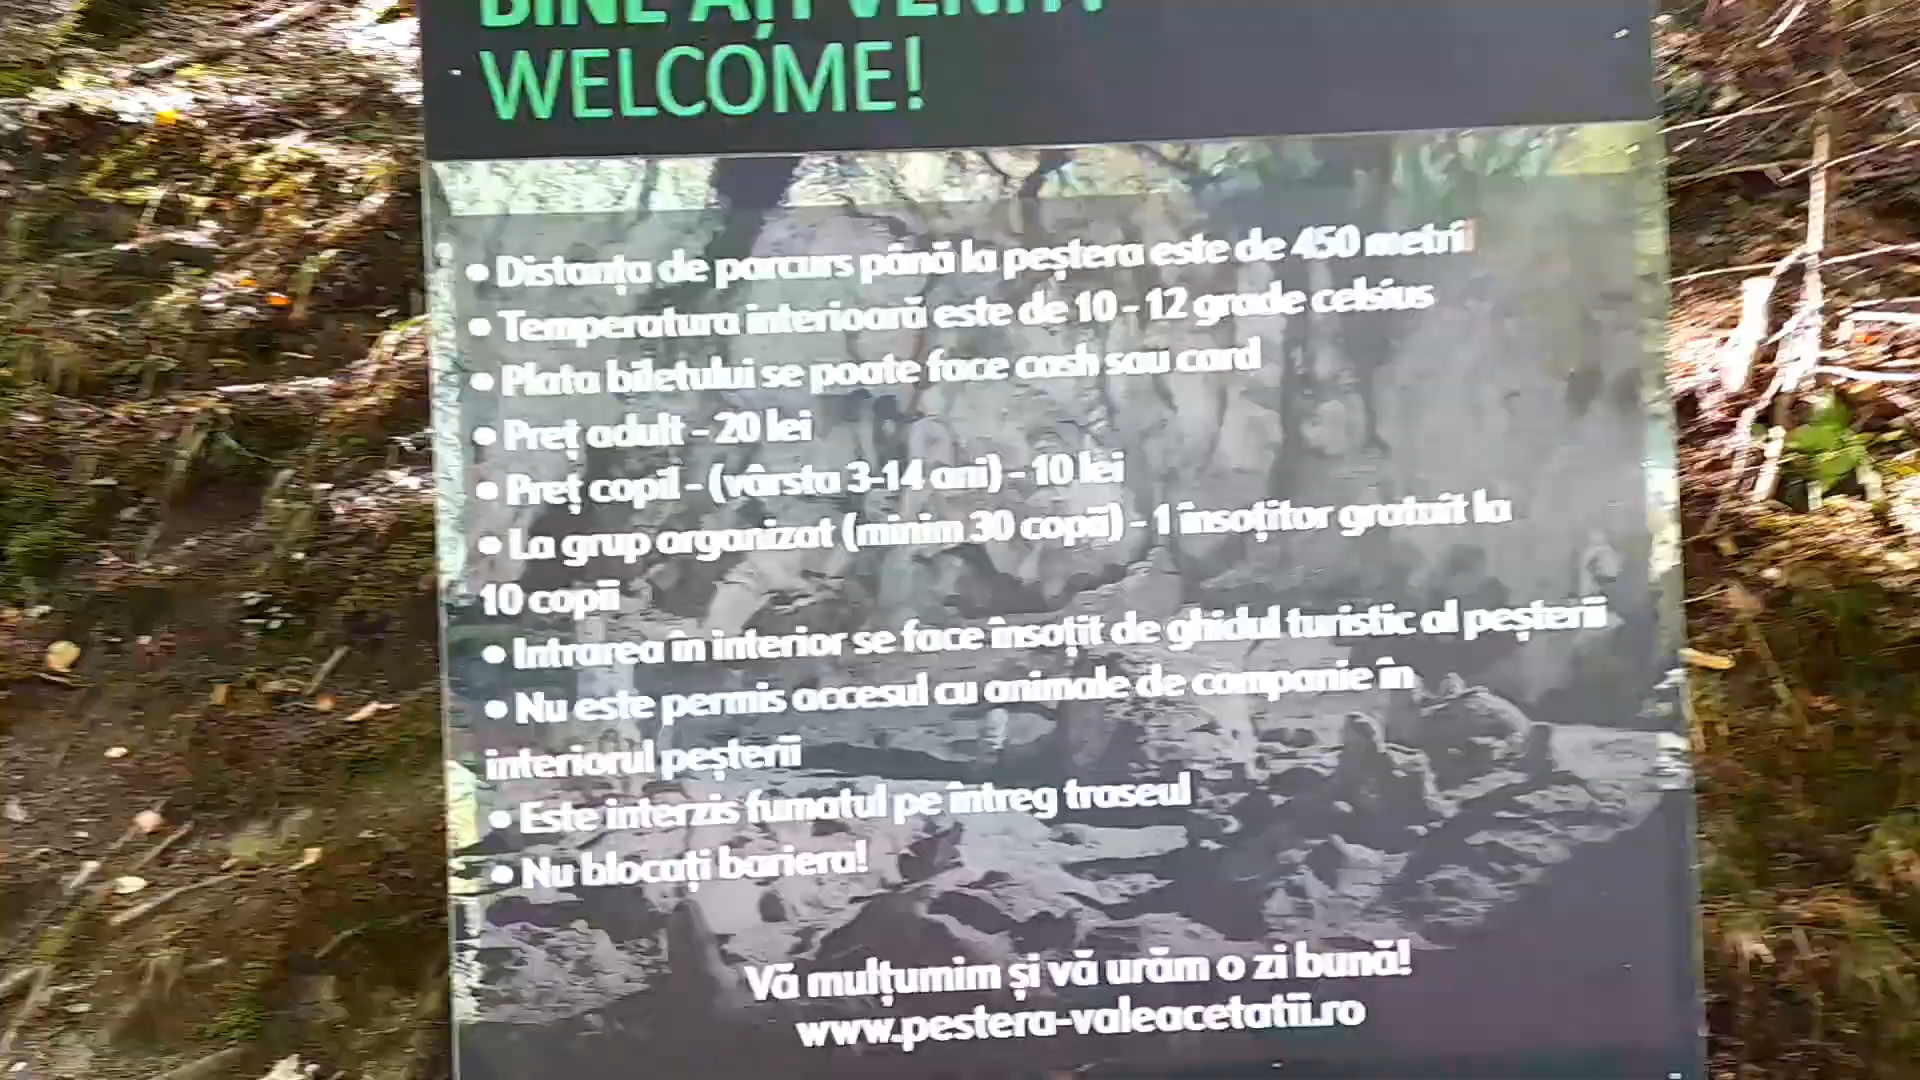 BINE AȚI VENIT!
WELCOME!
• Distanța de parcurs până la peștera este de 450 metri
• Temperatura interioară este de 10 - 12 grade celsius
• Plata biletului se poate face cash sau card
• Preț adult - 20 lei
• Preț copil - (vârsta 3-14 ani) - 10 lei
• La grup organizat (minim 30 copii) - 1 însoțitor gratuit la
10 copii
• Intrarea în interior se face însoțit de ghidul turistic al peșterii
• Nu este permis accesul cu animale de companie în
interiorul peșterii
• Este interzis fumatul pe întreg traseul
• Nu blocați bariera!
Vă mulțumim și vă urăm o zi bună!
www.pestera-valeacetatii.ro